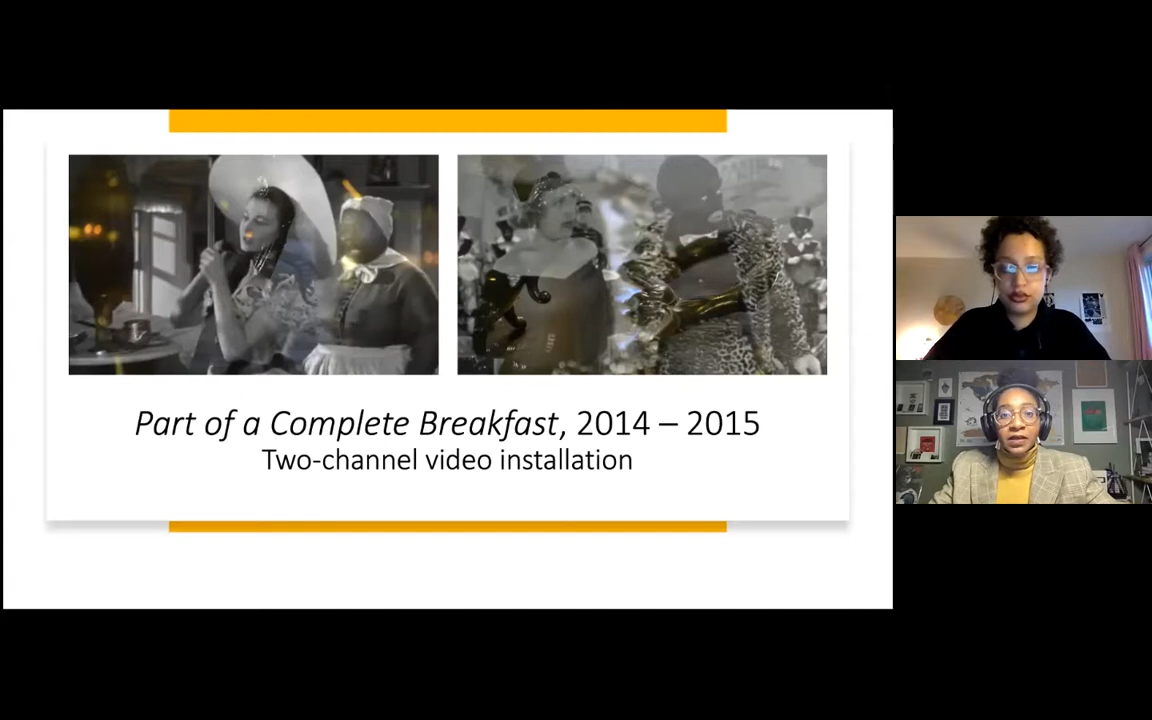 Part of a Complete Breakfast, 2014 – 2015
Two-channel video installation